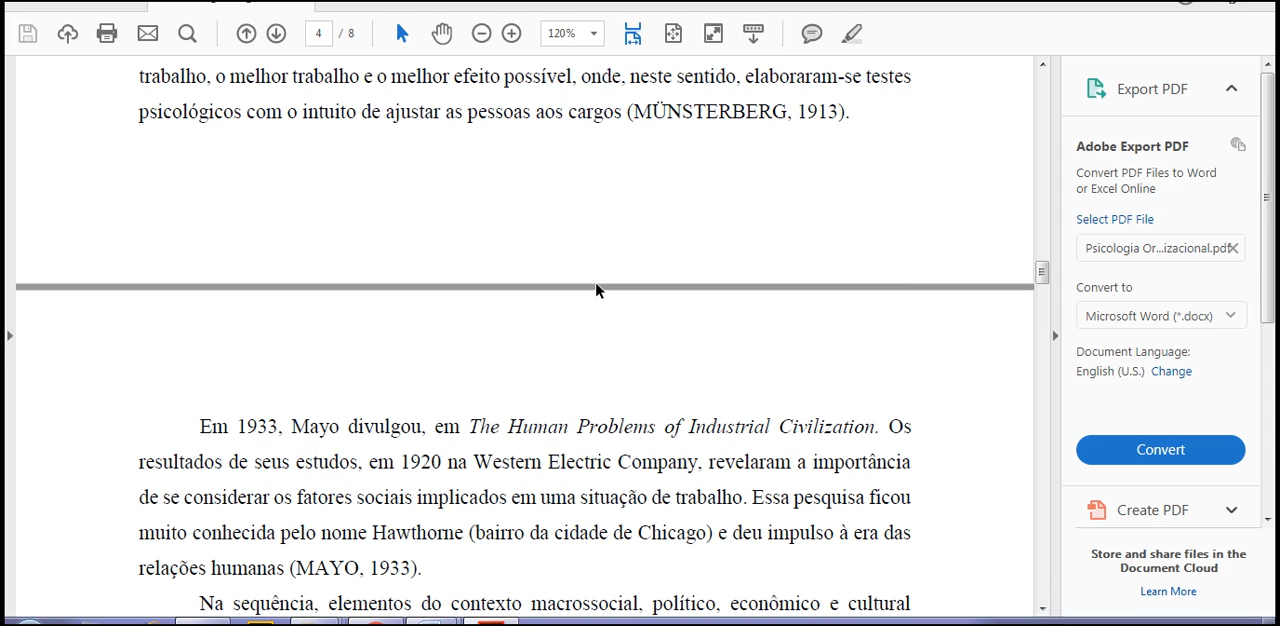 4 / 8
120%
trabalho, o melhor trabalho e o melhor efeito possível, onde, neste sentido, elaboraram-se testes
psicológicos com o intuito de ajustar as pessoas aos cargos (MÜNSTERBERG, 1913).
Em 1933, Mayo divulgou, em The Human Problems of Industrial Civilization. Os
resultados de seus estudos, em 1920 na Western Electric Company, revelaram a importância
de se considerar os fatores sociais implicados em uma situação de trabalho. Essa pesquisa ficou
muito conhecida pelo nome Hawthorne (bairro da cidade de Chicago) e deu impulso à era das
relações humanas (MAYO, 1933).
Na sequência, elementos do contexto macrossocial, político, econômico e cultural
Export PDF
Adobe Export PDF
Convert PDF Files to Word
or Excel Online
Select PDF File
Psicologia Or...izacional.pdf
Convert to
Microsoft Word (*.docx)
Document Language:
English (U.S.) Change
Convert
Create PDF
Store and share files in the
Document Cloud
Learn More